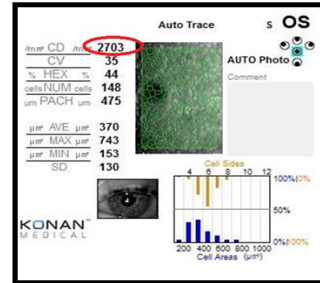 Auto Trace
S OS
/mm² CD /mm² 2703
CV 35
% HEX % 44
cells NUM cells 148
μm PACH μm 475
μm² AVE μm² 370
μm² MAX μm² 743
μm² MIN μm² 153
SD 130
AUTO Photo
Comment
Cell Sides
4 6 8 10 12
100%|0%
50%
0%|100%
200 400 600 800 1000
Cell Areas (μm²)
KONAN
MEDICAL